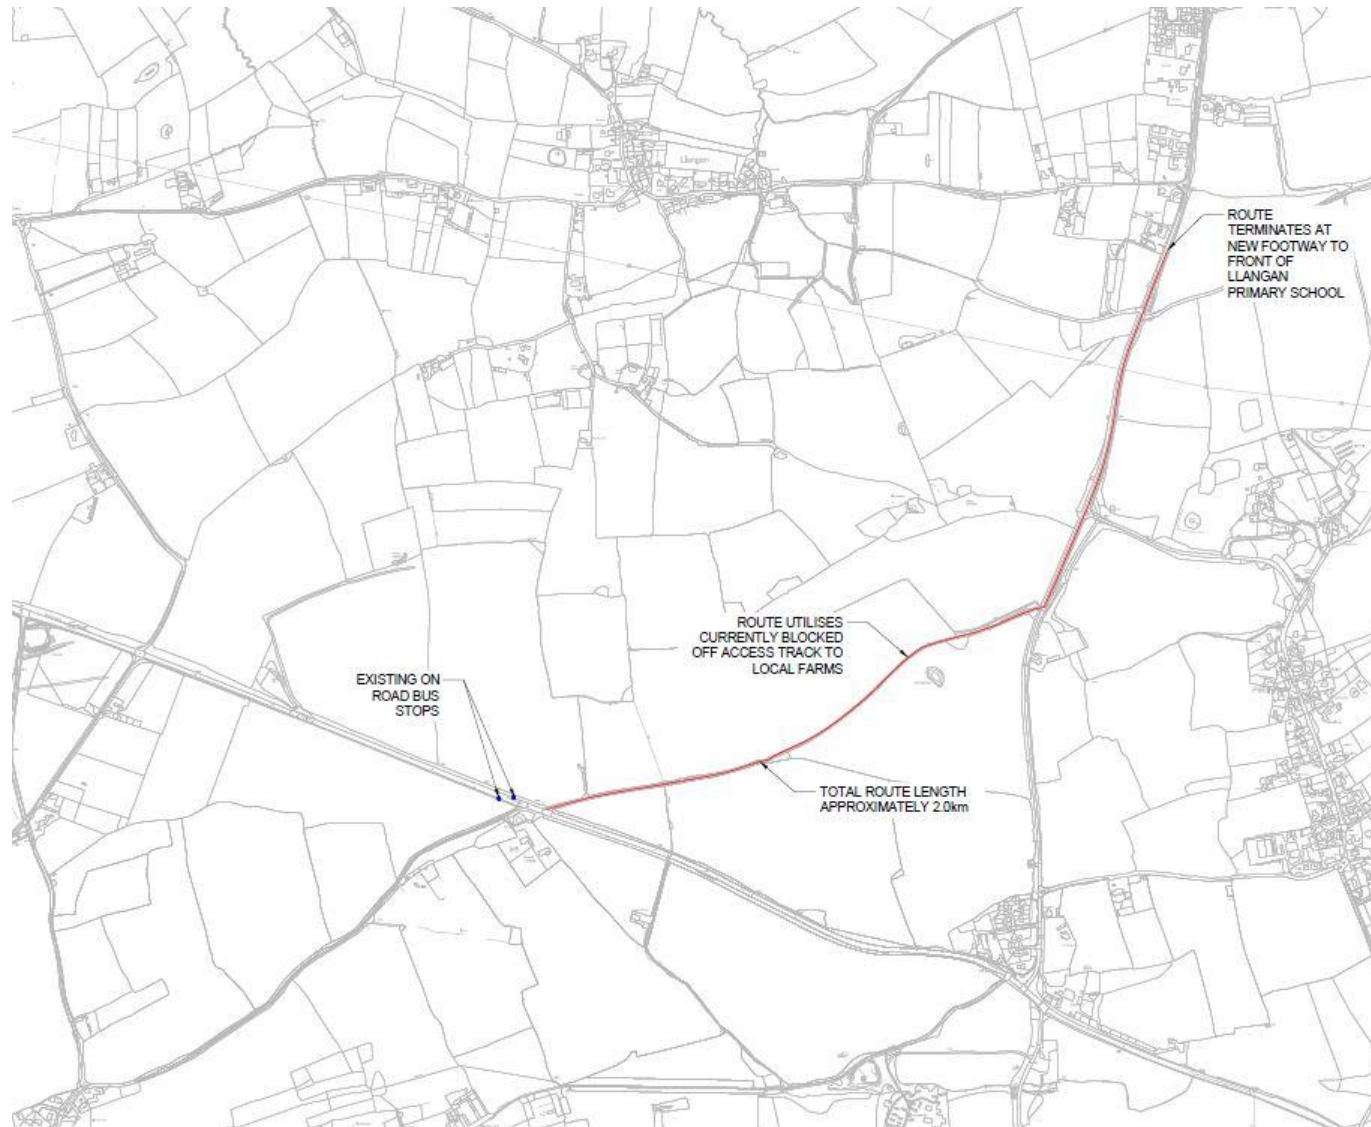 Llangan
ROUTE
TERMINATES AT
NEW FOOTWAY TO
FRONT OF
LLANGAN
PRIMARY SCHOOL
ROUTE UTILISES
CURRENTLY BLOCKED
OFF ACCESS TRACK TO
LOCAL FARMS
EXISTING ON
ROAD BUS
STOPS
TOTAL ROUTE LENGTH
APPROXIMATELY 2.0km